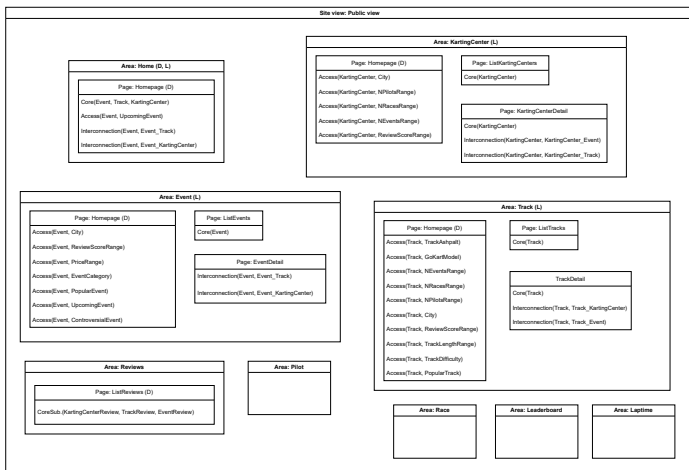 Site view: Public view
Area: Home (D, L)
Page: Homepage (D)
Core(Event, Track, KartingCenter)
Access(Event, UpcomingEvent)
Interconnection(Event, Event_Track)
Interconnection(Event, Event_KartingCenter)
Area: KartingCenter (L)
Page: Homepage (D)
Access(KartingCenter, City)
Access(KartingCenter, NPilotsRange)
Access(KartingCenter, NRacesRange)
Access(KartingCenter, NEventsRange)
Access(KartingCenter, ReviewScoreRange)
Page: ListKartingCenters
Core(KartingCenter)
Page: KartingCenterDetail
Core(KartingCenter)
Interconnection(KartingCenter, KartingCenter_Event)
Interconnection(KartingCenter, KartingCenter_Track)
Area: Event (L)
Page: Homepage (D)
Access(Event, City)
Access(Event, ReviewScoreRange)
Access(Event, PriceRange)
Access(Event, EventCategory)
Access(Event, PopularEvent)
Access(Event, UpcomingEvent)
Access(Event, ControversialEvent)
Page: ListEvents
Core(Event)
Page: EventDetail
Interconnection(Event, Event_Track)
Interconnection(Event, Event_KartingCenter)
Area: Track (L)
Page: Homepage (D)
Access(Track, TrackAshpalt)
Access(Track, GoKartModel)
Access(Track, NEventsRange)
Access(Track, NRacesRange)
Access(Track, NPilotsRange)
Access(Track, City)
Access(Track, ReviewScoreRange)
Access(Track, TrackLengthRange)
Access(Track, TrackDifficulty)
Access(Track, PopularTrack)
Page: ListTracks
Core(Track)
TrackDetail
Core(Track)
Interconnection(Track, Track_KartingCenter)
Interconnection(Track, Track_Event)
Area: Reviews
Page: ListReviews (D)
CoreSub.(KartingCenterReview, TrackReview, EventReview)
Area: Pilot
Area: Race
Area: Leaderboard
Area: Laptime